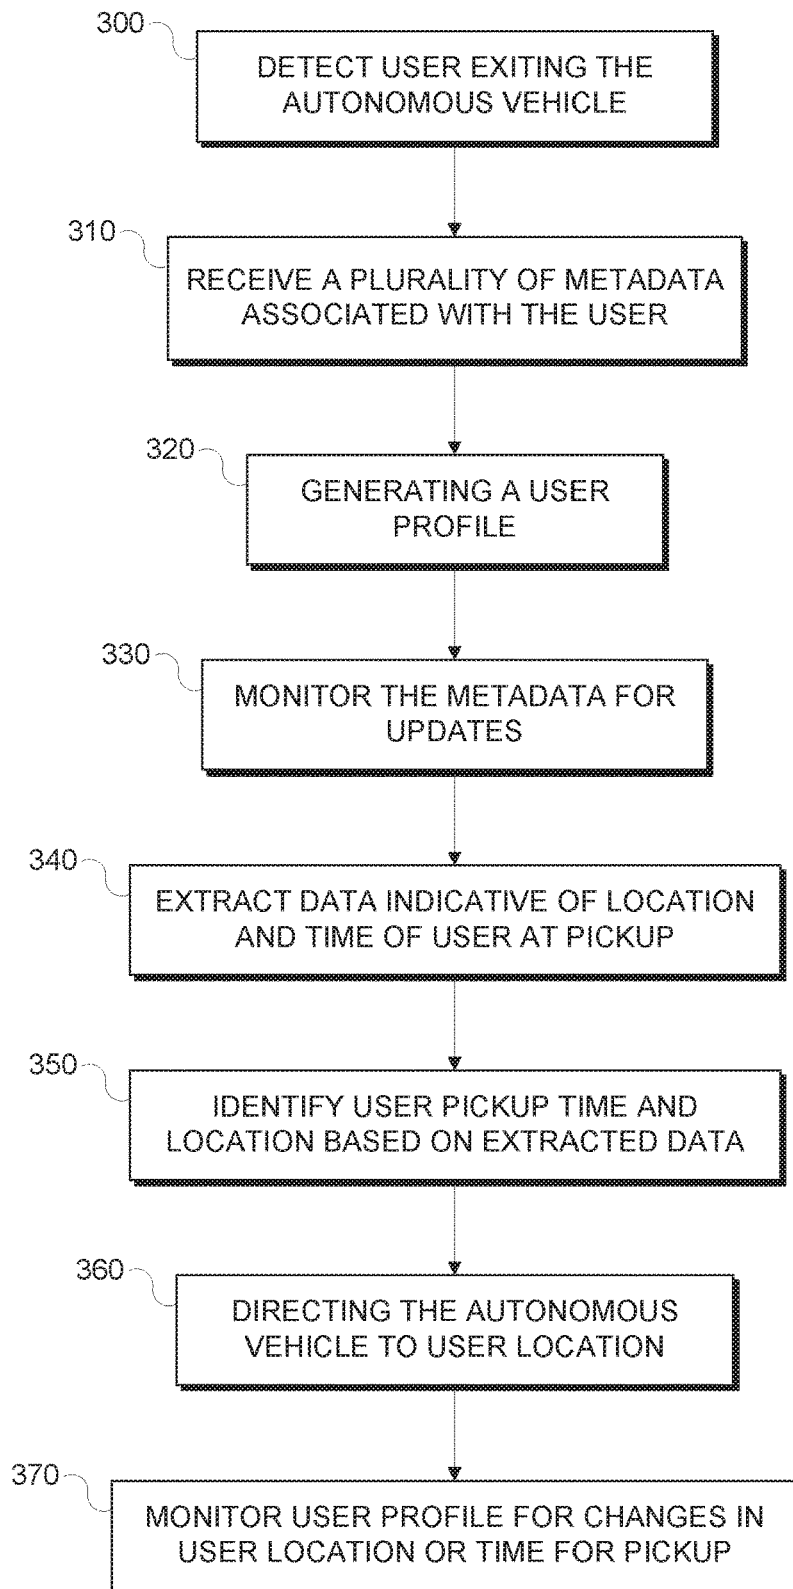 300
DETECT USER EXITING THE
AUTONOMOUS VEHICLE
310
RECEIVE A PLURALITY OF METADATA
ASSOCIATED WITH THE USER
320
GENERATING A USER
PROFILE
330
MONITOR THE METADATA FOR
UPDATES
340
EXTRACT DATA INDICATIVE OF LOCATION
AND TIME OF USER AT PICKUP
350
IDENTIFY USER PICKUP TIME AND
LOCATION BASED ON EXTRACTED DATA
360
DIRECTING THE AUTONOMOUS
VEHICLE TO USER LOCATION
370
MONITOR USER PROFILE FOR CHANGES IN
USER LOCATION OR TIME FOR PICKUP